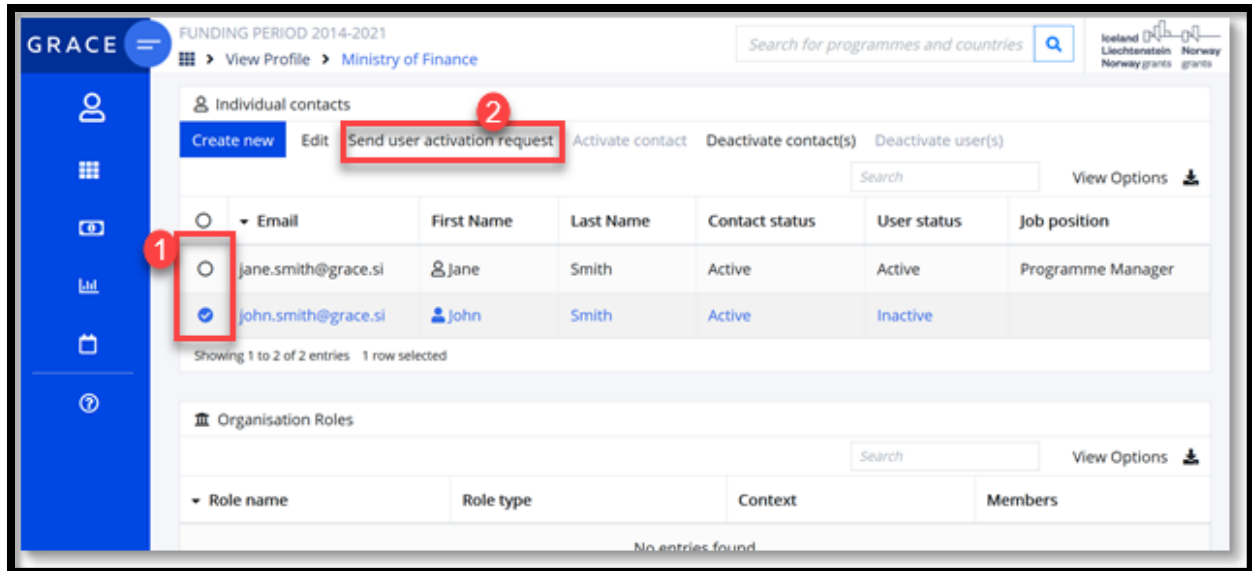 GRACE
FUNDING PERIOD 2014-2021
View Profile > Ministry of Finance
Search for programmes and countries
Iceland
Liechtenstein Norway
Norway grants grants
Individual contacts
2
Create new Edit Send user activation request Activate contact Deactivate contact(s) Deactivate user(s)
Search View Options
Email First Name Last Name Contact status User status Job position
1
jane.smith@grace.si Jane Smith Active Active Programme Manager
john.smith@grace.si John Smith Active Inactive
Showing 1 to 2 of 2 entries 1 row selected
Organisation Roles
Search View Options
Role name Role type Context Members
No entries found